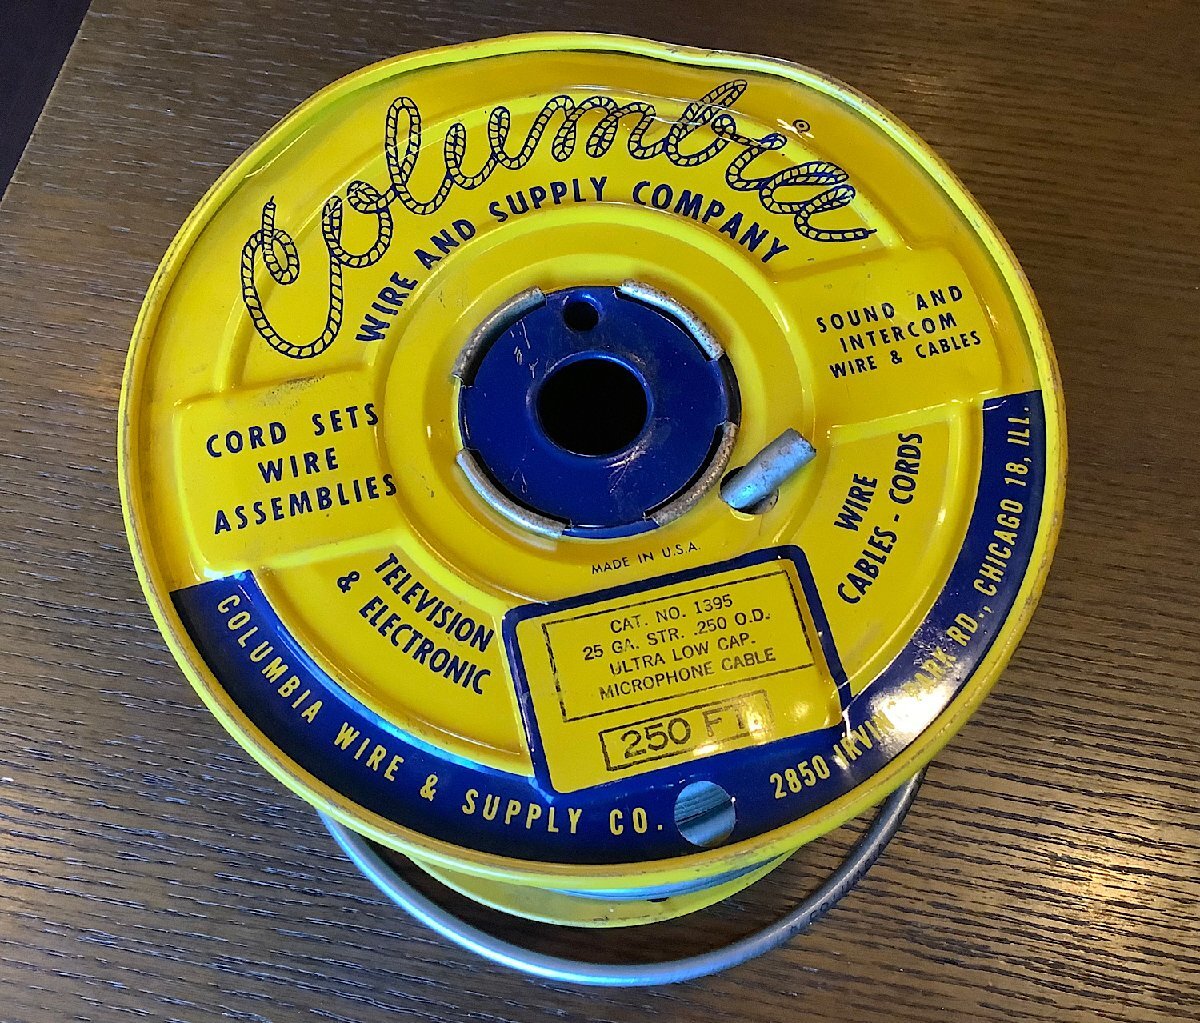 Columbia
WIRE AND SUPPLY COMPANY
SOUND AND
INTERCOM
WIRE & CABLES
CORD SETS
WIRE
ASSEMBLIES
WIRE
CABLES - CORDS
TELEVISION
& ELECTRONIC
MADE IN U.S.A.
CAT. NO. 1395
25 GA. STR. .250 O.D.
ULTRA LOW CAP.
MICROPHONE CABLE
250 FT.
COLUMBIA WIRE & SUPPLY CO.
2850 IRVING PARK RD., CHICAGO 18, ILL.